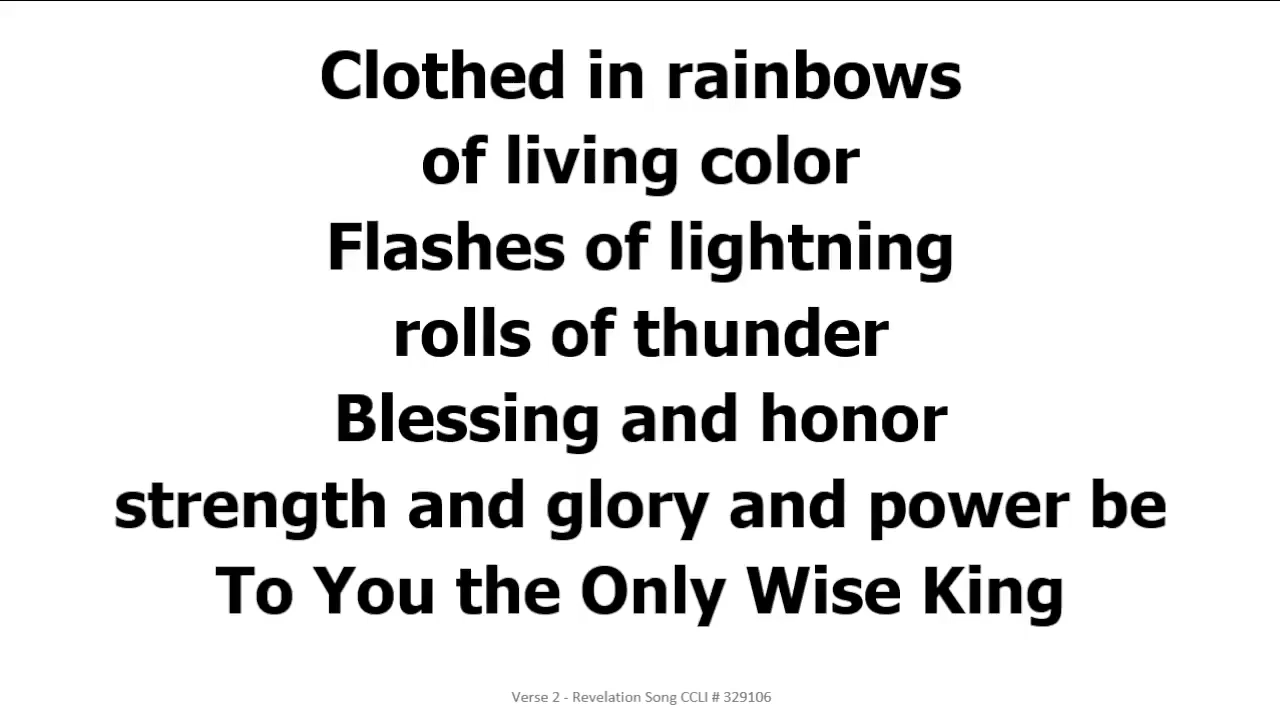 Clothed in rainbows
of living color
Flashes of lightning
rolls of thunder
Blessing and honor
strength and glory and power be
To You the Only Wise King
Verse 2 - Revelation Song CCLI # 329106